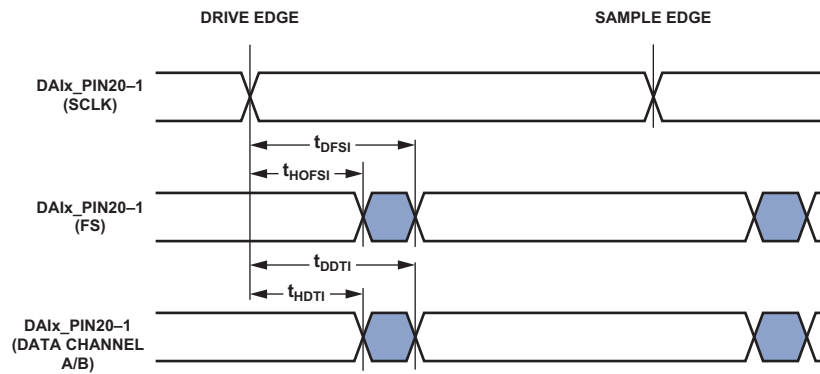 DRIVE EDGE
SAMPLE EDGE
DAIx_PIN20–1
(SCLK)
tDFSI
tHOFSI
DAIx_PIN20–1
(FS)
tDDTI
tHDTI
DAIx_PIN20–1
(DATA CHANNEL
A/B)